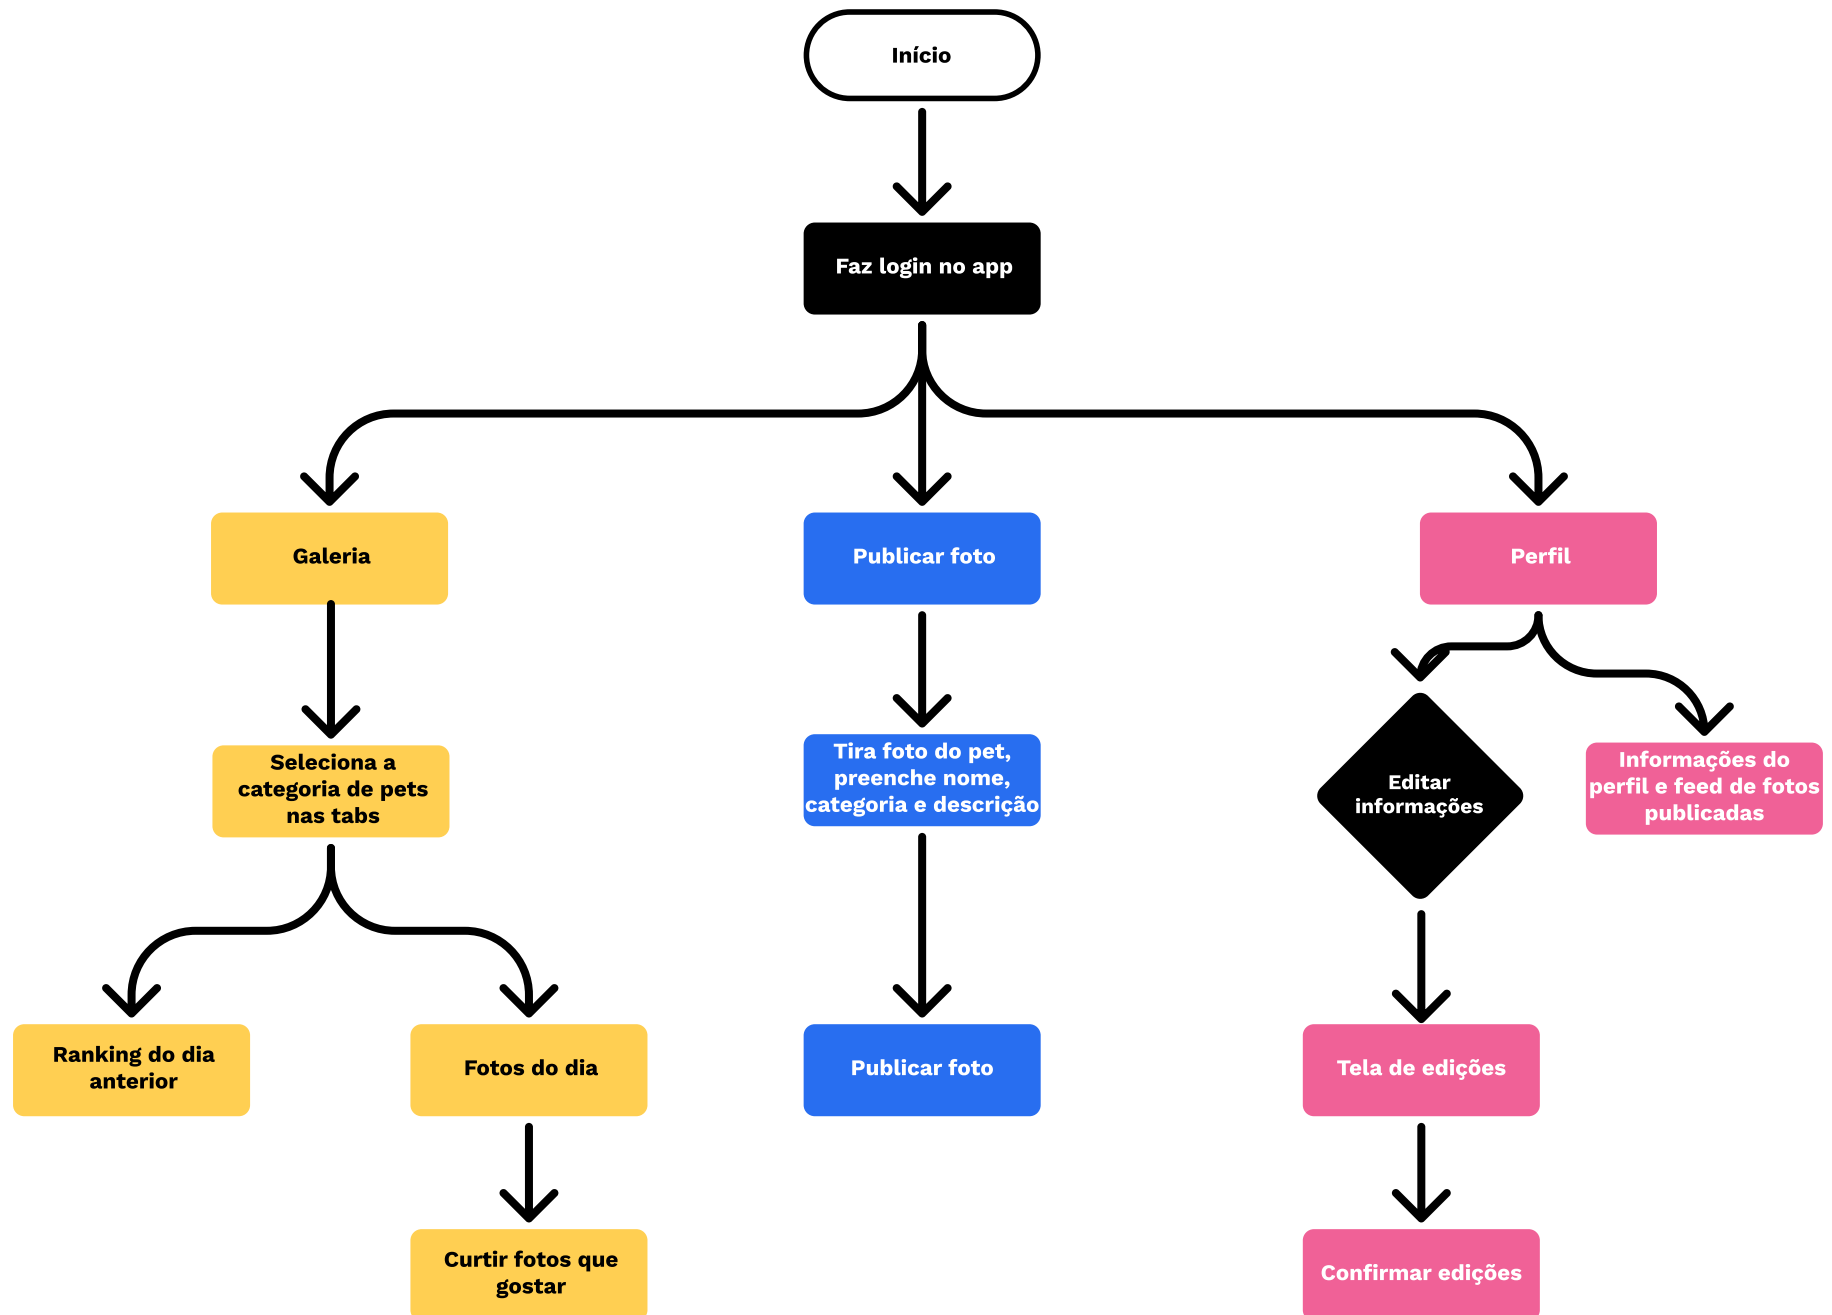 Início
Faz login no app
Galeria
Publicar foto
Perfil
Seleciona a
categoria de pets
nas tabs
Tira foto do pet,
preenche nome,
categoria e descrição
Editar
informações
Informações do
perfil e feed de fotos
publicadas
Ranking do dia
anterior
Fotos do dia
Publicar foto
Tela de edições
Curtir fotos que
gostar
Confirmar edições